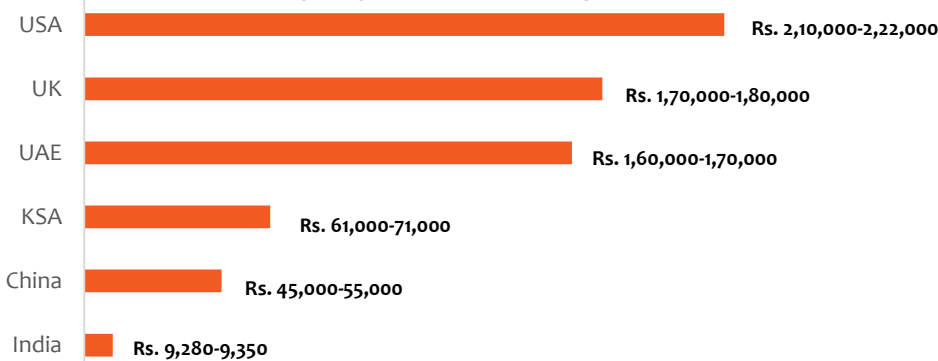 USA Rs. 2,10,000-2,22,000
UK Rs. 1,70,000-1,80,000
UAE Rs. 1,60,000-1,70,000
KSA Rs. 61,000-71,000
China Rs. 45,000-55,000
India Rs. 9,280-9,350